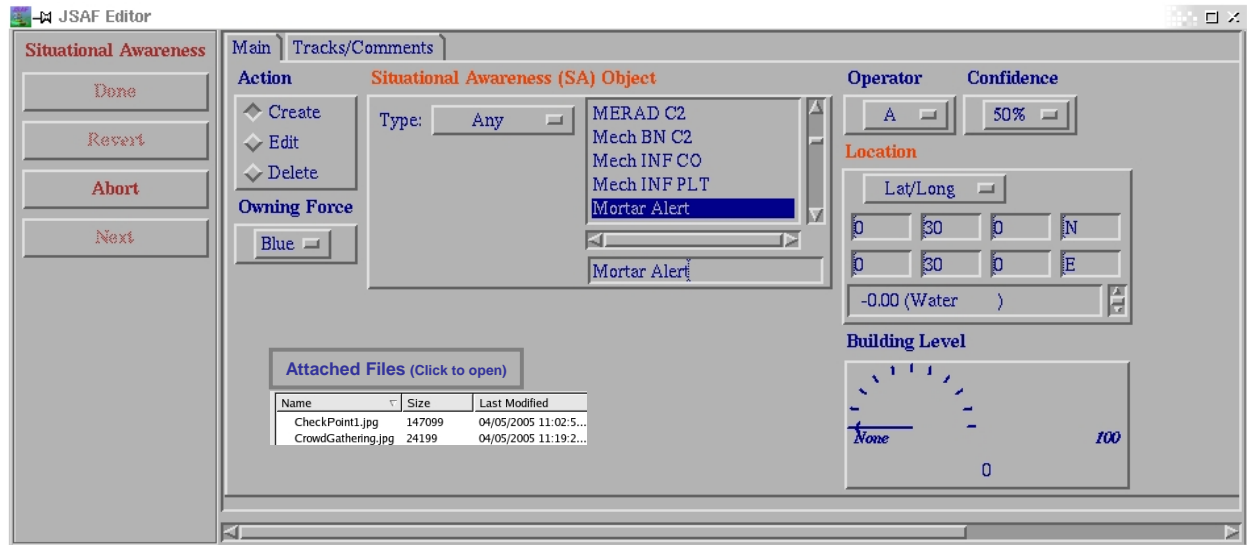 JSAF Editor
Situational Awareness
Done
Revert
Abort
Next
Main
Tracks/Comments
Action
Create
Edit
Delete
Owning Force
Blue
Situational Awareness (SA) Object
Type:
Any
MERAD C2
Mech BN C2
Mech INF CO
Mech INF PLT
Mortar Alert
Mortar Alert
Operator
A
Confidence
50%
Location
Lat/Long
0 30 0 N
0 30 0 E
-0.00 (Water )
Building Level
None
100
0
Attached Files (Click to open)
Name Size Last Modified
CheckPoint1.jpg 147099 04/05/2005 11:02:5...
CrowdGathering.jpg 24199 04/05/2005 11:19:2...